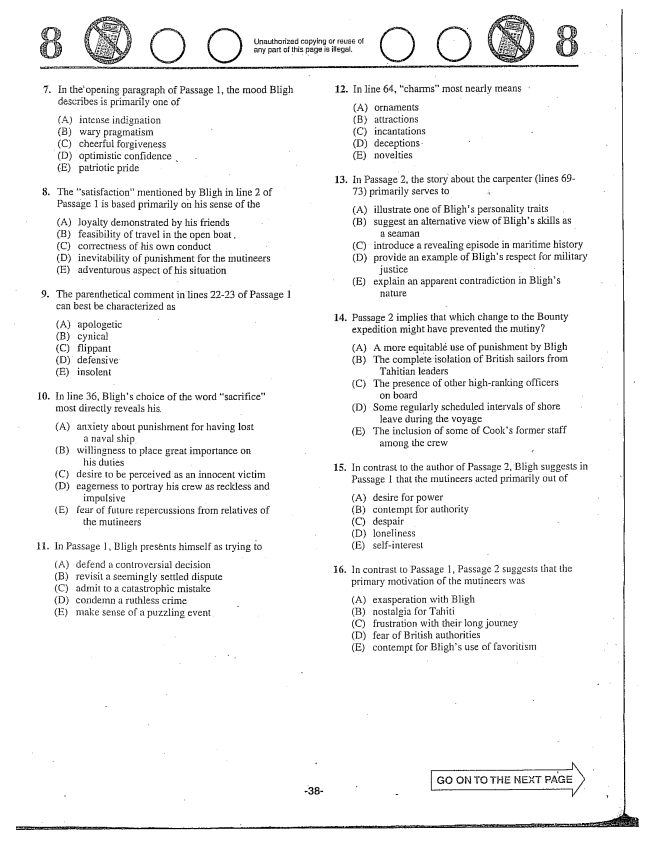 8
Unauthorized copying or reuse of
any part of this page is illegal.
8
7. In the opening paragraph of Passage 1, the mood Bligh
describes is primarily one of
(A) intense indignation
(B) wary pragmatism
(C) cheerful forgiveness
(D) optimistic confidence
(E) patriotic pride
8. The "satisfaction" mentioned by Bligh in line 2 of
Passage 1 is based primarily on his sense of the
(A) loyalty demonstrated by his friends
(B) feasibility of travel in the open boat
(C) correctness of his own conduct
(D) inevitability of punishment for the mutineers
(E) adventurous aspect of his situation
9. The parenthetical comment in lines 22-23 of Passage 1
can best be characterized as
(A) apologetic
(B) cynical
(C) flippant
(D) defensive
(E) insolent
10. In line 36, Bligh's choice of the word "sacrifice"
most directly reveals his
(A) anxiety about punishment for having lost
a naval ship
(B) willingness to place great importance on
his duties
(C) desire to be perceived as an innocent victim
(D) eagerness to portray his crew as reckless and
impulsive
(E) fear of future repercussions from relatives of
the mutineers
11. In Passage 1, Bligh presents himself as trying to
(A) defend a controversial decision
(B) revisit a seemingly settled dispute
(C) admit to a catastrophic mistake
(D) condemn a ruthless crime
(E) make sense of a puzzling event
12. In line 64, "charms" most nearly means
(A) ornaments
(B) attractions
(C) incantations
(D) deceptions
(E) novelties
13. In Passage 2, the story about the carpenter (lines 69-
73) primarily serves to
(A) illustrate one of Bligh's personality traits
(B) suggest an alternative view of Bligh's skills as
a seaman
(C) introduce a revealing episode in maritime history
(D) provide an example of Bligh's respect for military
justice
(E) explain an apparent contradiction in Bligh's
nature
14. Passage 2 implies that which change to the Bounty
expedition might have prevented the mutiny?
(A) A more equitable use of punishment by Bligh
(B) The complete isolation of British sailors from
Tahitian leaders
(C) The presence of other high-ranking officers
on board
(D) Some regularly scheduled intervals of shore
leave during the voyage
(E) The inclusion of some of Cook's former staff
among the crew
15. In contrast to the author of Passage 2, Bligh suggests in
Passage 1 that the mutineers acted primarily out of
(A) desire for power
(B) contempt for authority
(C) despair
(D) loneliness
(E) self-interest
16. In contrast to Passage 1, Passage 2 suggests that the
primary motivation of the mutineers was
(A) exasperation with Bligh
(B) nostalgia for Tahiti
(C) frustration with their long journey
(D) fear of British authorities
(E) contempt for Bligh's use of favoritism
GO ON TO THE NEXT PAGE
-38-